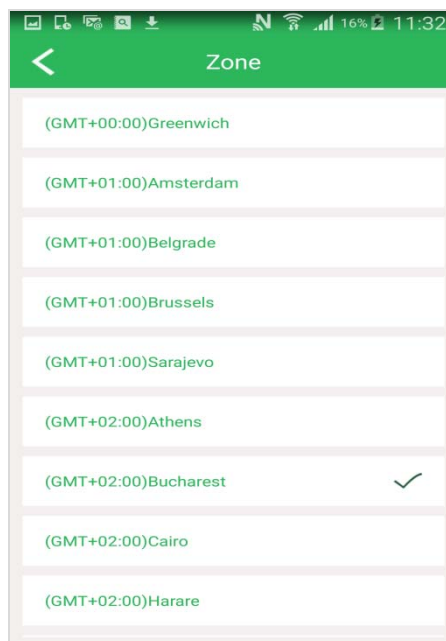 16% 11:32
Zone
(GMT+00:00)Greenwich
(GMT+01:00)Amsterdam
(GMT+01:00)Belgrade
(GMT+01:00)Brussels
(GMT+01:00)Sarajevo
(GMT+02:00)Athens
(GMT+02:00)Bucharest
(GMT+02:00)Cairo
(GMT+02:00)Harare